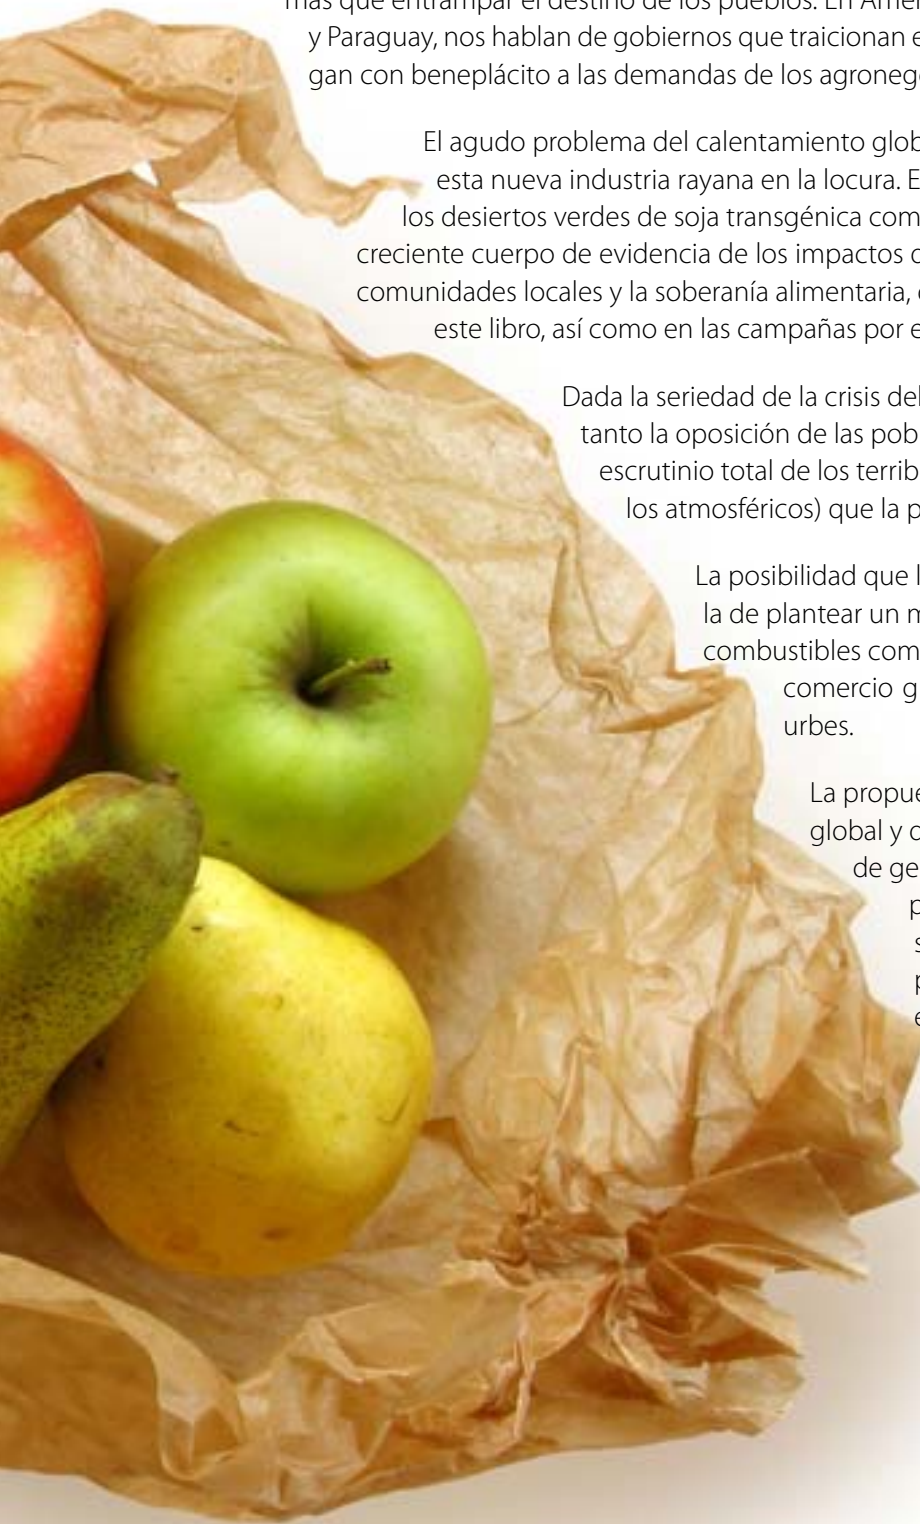 más que entrampar el destino de los pueblos. En Amér
y Paraguay, nos hablan de gobiernos que traicionan e
gan con beneplácito a las demandas de los agroneg
El agudo problema del calentamiento glob
esta nueva industria rayana en la locura. E
los desiertos verdes de soja transgénica com
creciente cuerpo de evidencia de los impactos
comunidades locales y la soberanía alimentaria,
este libro, así como en las campañas por e
Dada la seriedad de la crisis del
tanto la oposición de las pob
escrutinio total de los terrib
los atmosféricos) que la p
La posibilidad que l
la de plantear un m
combustibles com
comercio g
urbes.
La propue
global y
de ge
p
s
p
e